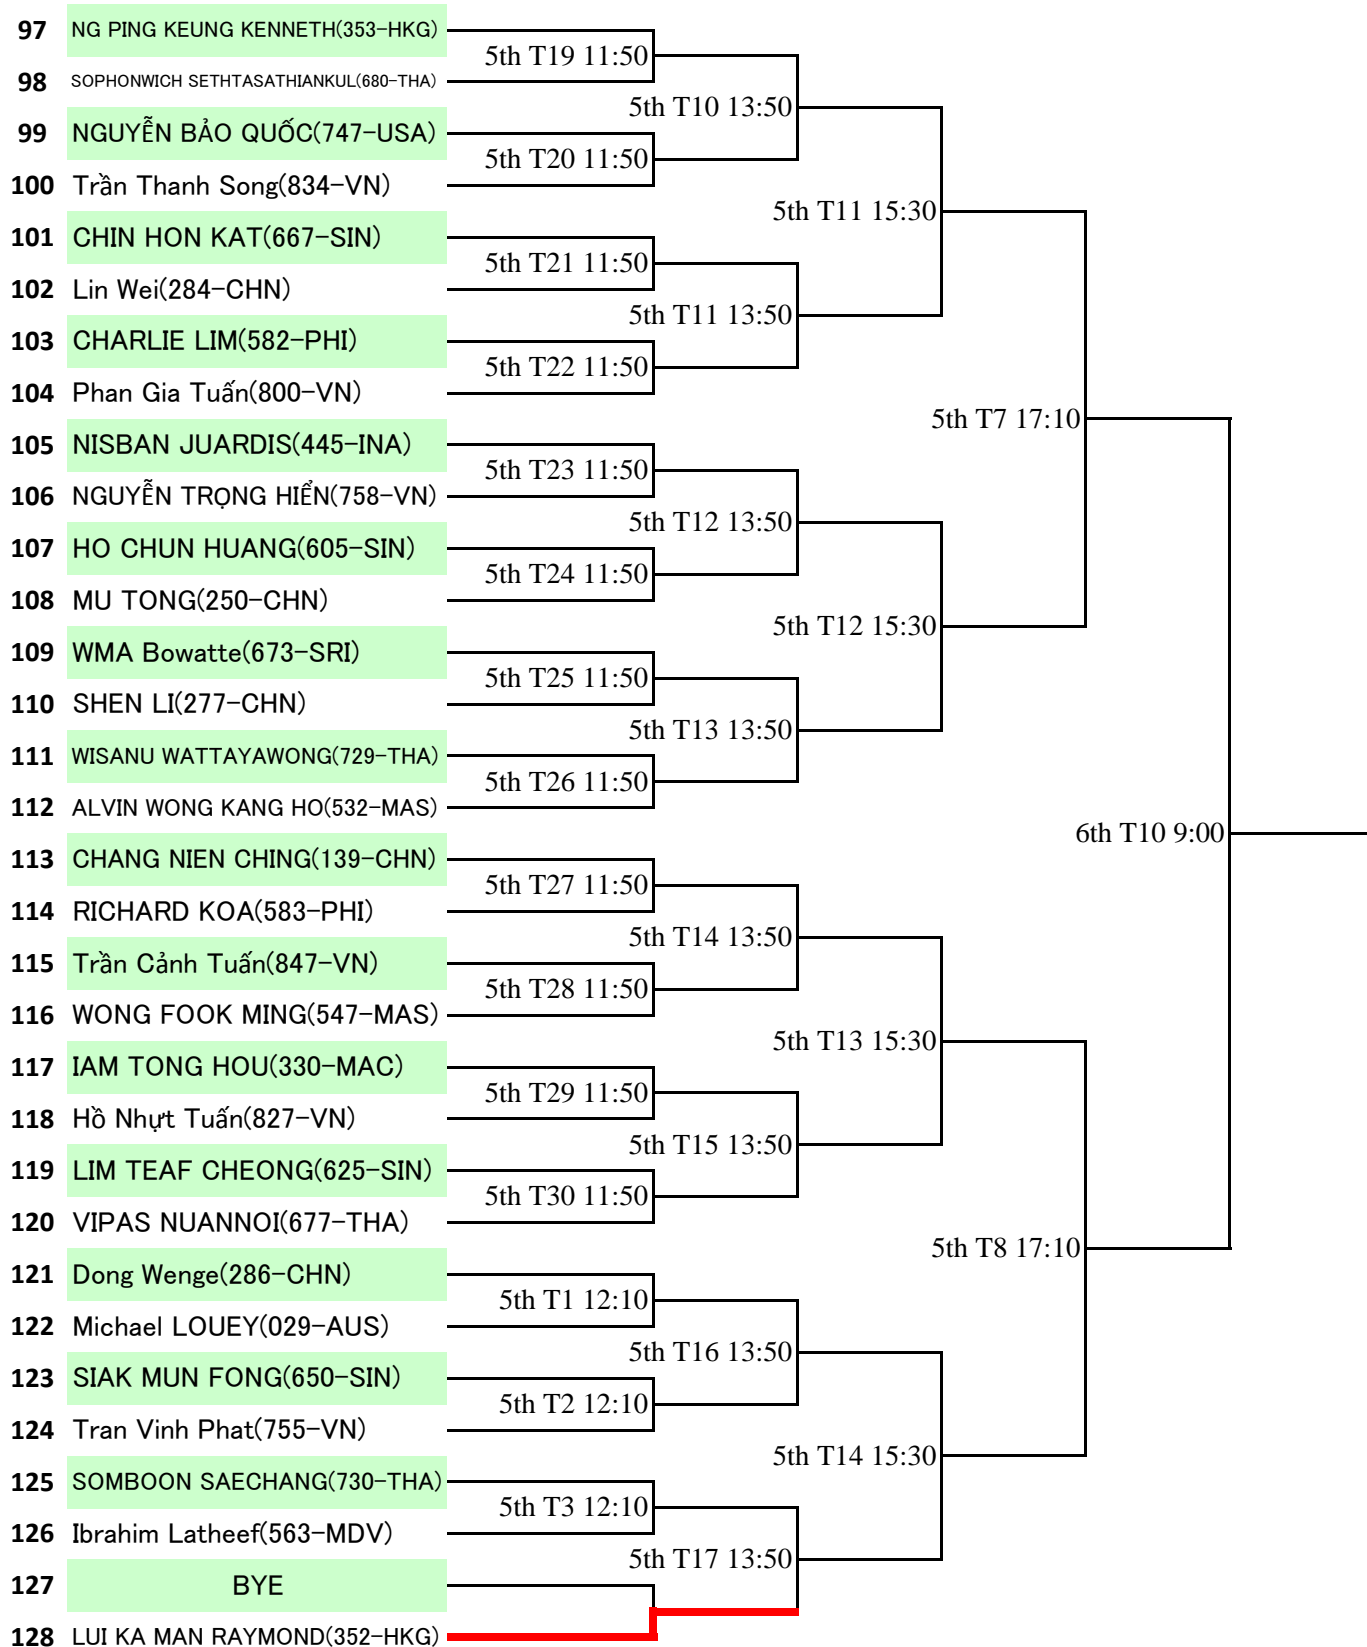 97 NG PING KEUNG KENNETH(353-HKG)
5th T19 11:50
98 SOPHONWICH SETHTASATHIANKUL(680-THA)
5th T10 13:50
99 NGUYỄN BẢO QUỐC(747-USA)
5th T20 11:50
100 Trần Thanh Song(834-VN)
5th T11 15:30
101 CHIN HON KAT(667-SIN)
5th T21 11:50
102 Lin Wei(284-CHN)
5th T11 13:50
103 CHARLIE LIM(582-PHI)
5th T22 11:50
104 Phan Gia Tuấn(800-VN)
5th T7 17:10
105 NISBAN JUARDIS(445-INA)
5th T23 11:50
106 NGUYỄN TRỌNG HIỂN(758-VN)
5th T12 13:50
107 HO CHUN HUANG(605-SIN)
5th T24 11:50
108 MU TONG(250-CHN)
5th T12 15:30
109 WMA Bowatte(673-SRI)
5th T25 11:50
110 SHEN LI(277-CHN)
5th T13 13:50
111 WISANU WATTAYAWONG(729-THA)
5th T26 11:50
112 ALVIN WONG KANG HO(532-MAS)
6th T10 9:00
113 CHANG NIEN CHING(139-CHN)
5th T27 11:50
114 RICHARD KOA(583-PHI)
5th T14 13:50
115 Trần Cảnh Tuấn(847-VN)
5th T28 11:50
116 WONG FOOK MING(547-MAS)
5th T13 15:30
117 IAM TONG HOU(330-MAC)
5th T29 11:50
118 Hồ Nhựt Tuấn(827-VN)
5th T15 13:50
119 LIM TEAF CHEONG(625-SIN)
5th T30 11:50
120 VIPAS NUANNOI(677-THA)
5th T8 17:10
121 Dong Wenge(286-CHN)
5th T1 12:10
122 Michael LOUEY(029-AUS)
5th T16 13:50
123 SIAK MUN FONG(650-SIN)
5th T2 12:10
124 Tran Vinh Phat(755-VN)
5th T14 15:30
125 SOMBOON SAECHANG(730-THA)
5th T3 12:10
126 Ibrahim Latheef(563-MDV)
5th T17 13:50
127 BYE
128 LUI KA MAN RAYMOND(352-HKG)